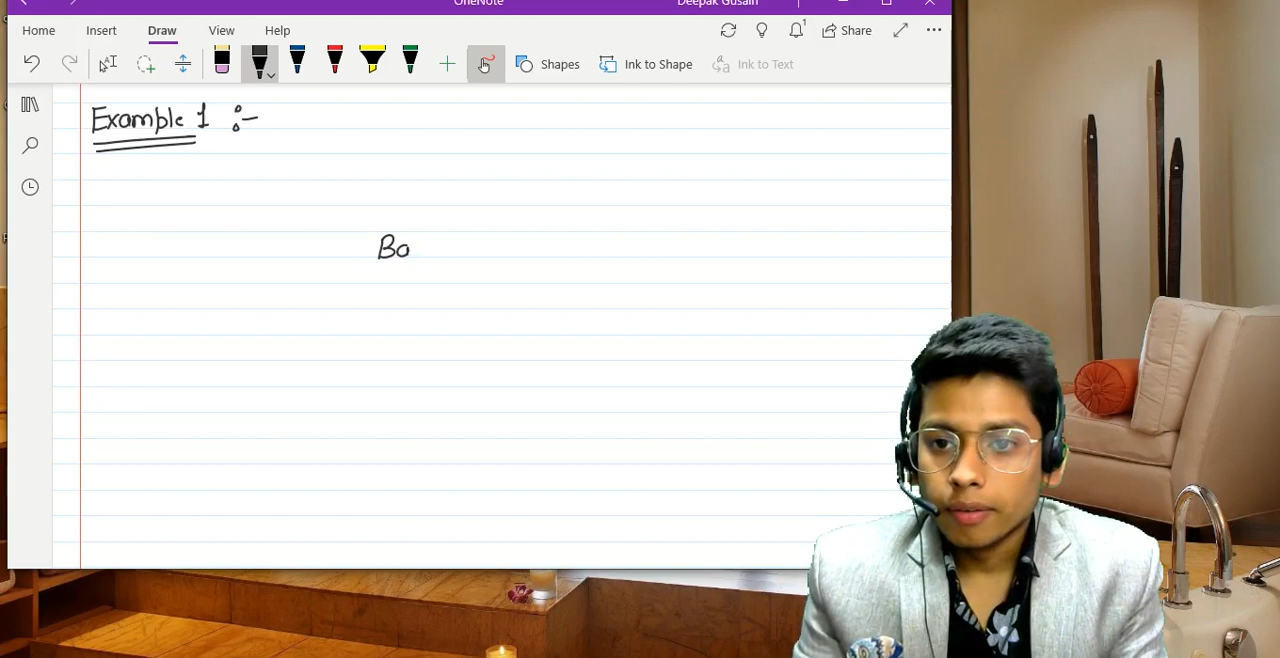 OneNote
Deepak Gusain
Home Insert Draw View Help
Share
Shapes
Ink to Shape
Ink to Text
Example 1 :-
Bo